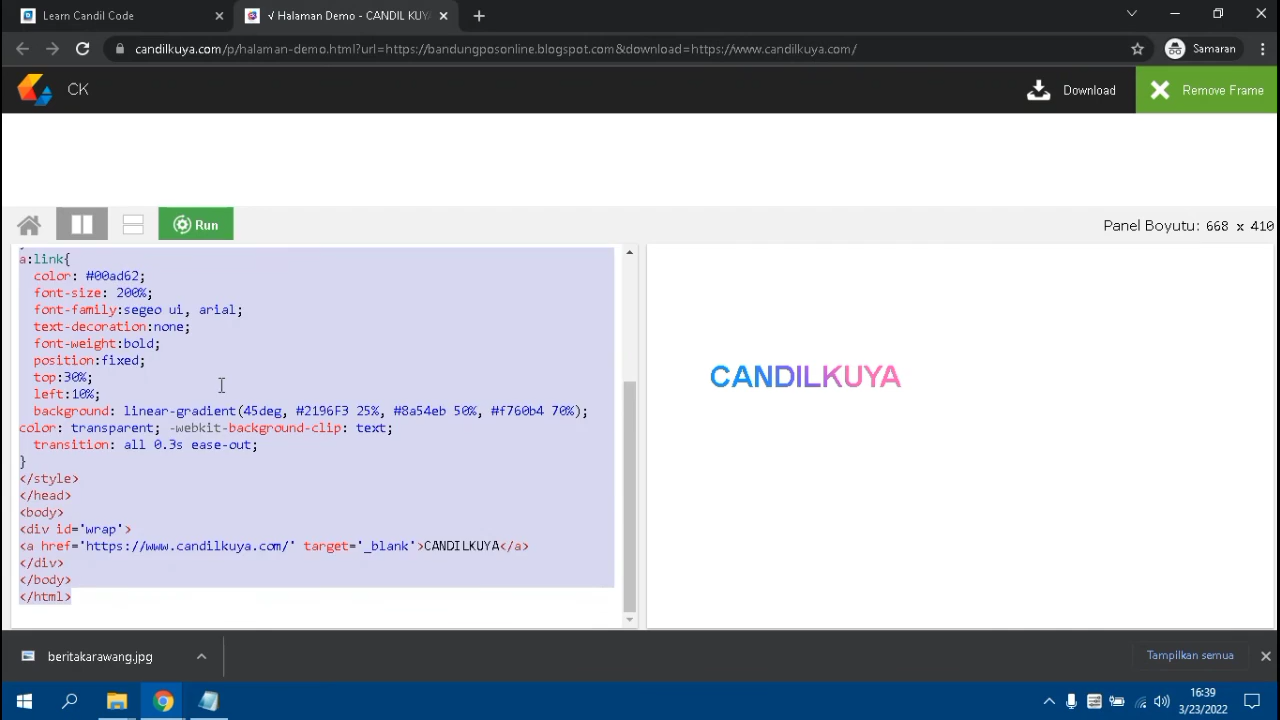 Learn Candil Code
√ Halaman Demo - CANDIL KUYA
candilkuya.com/p/halaman-demo.html?url=https://bandungposonline.blogspot.com&download=https://www.candilkuya.com/
Samaran
CK
Download
Remove Frame
Run
Panel Boyutu: 668 x 410
a:link{
color: #00ad62;
font-size: 200%;
font-family:segeo ui, arial;
text-decoration:none;
font-weight:bold;
position:fixed;
top:30%;
left:10%;
background: linear-gradient(45deg, #2196F3 25%, #8a54eb 50%, #f760b4 70%);
color: transparent; -webkit-background-clip: text;
transition: all 0.3s ease-out;
}
</style>
</head>
<body>
<div id='wrap'>
<a href='https://www.candilkuya.com/' target='_blank'>CANDILKUYA</a>
</div>
</body>
</html>
CANDILKUYA
beritakarawang.jpg
Tampilkan semua
16:39
3/23/2022